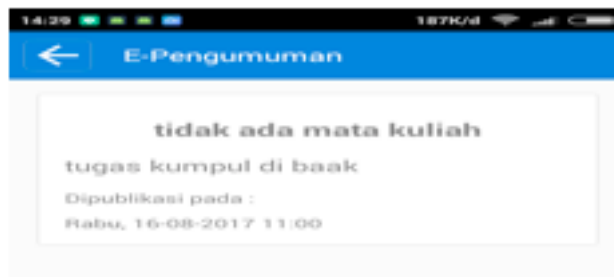 14:29 187K/d
E-Pengumuman
tidak ada mata kuliah
tugas kumpul di baak
Dipublikasi pada :
Rabu, 16-08-2017 11:00